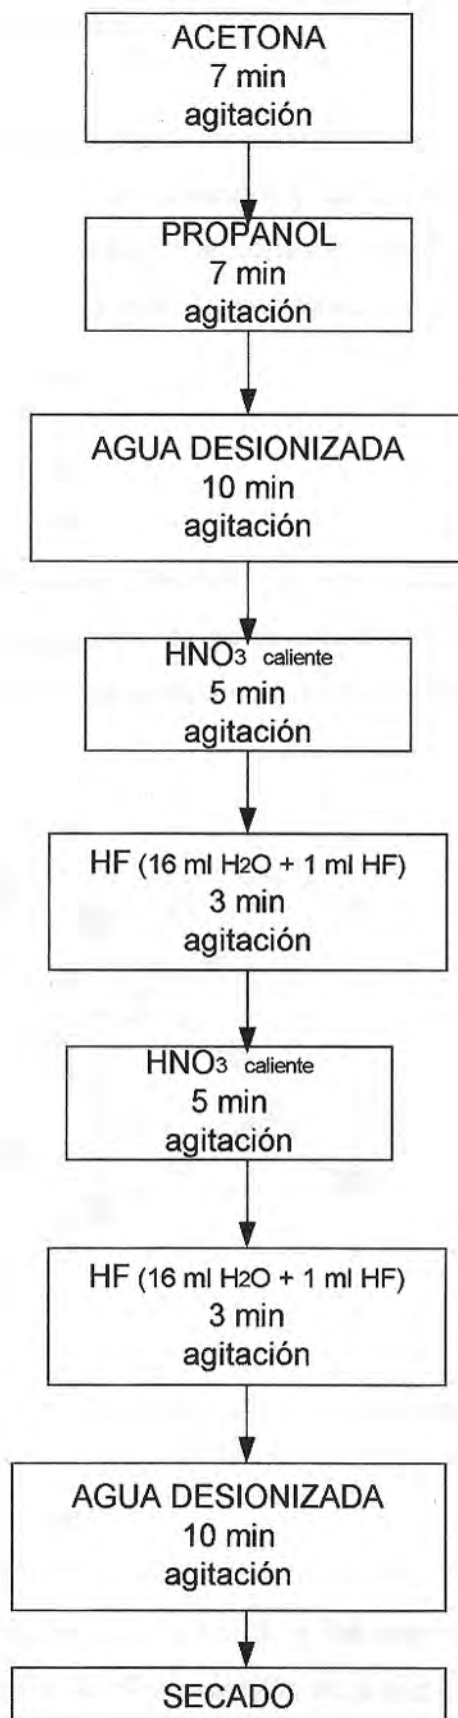 ACETONA
7 min
agitación
PROPANOL
7 min
agitación
AGUA DESIONIZADA
10 min
agitación
HNO3 caliente
5 min
agitación
HF (16 ml H2O + 1 ml HF)
3 min
agitación
HNO3 caliente
5 min
agitación
HF (16 ml H2O + 1 ml HF)
3 min
agitación
AGUA DESIONIZADA
10 min
agitación
SECADO